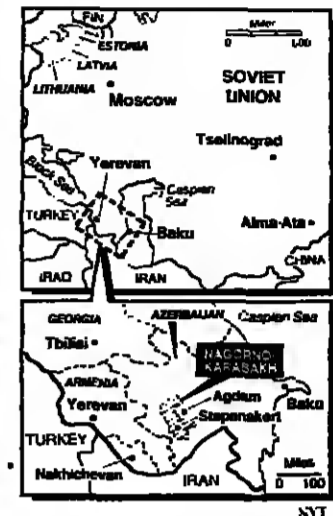 FIN
Miles
ESTONIA
LATVIA
LITHUANIA
Moscow
SOVIET
UNION
Tselinograd
Black Sea
Yerevan
Caspian
Sea
TURKEY
Baku
Alma-Ata
CHINA
IRAQ
IRAN
GEORGIA
AZERBAIJAN
Caspian Sea
Tbilisi
NAGORNO-
KARABAKH
ARMENIA
Agdam
Baku
Yerevan
Stepanakert
TURKEY
Miles
Nakhichevan
IRAN
0 100
NYT